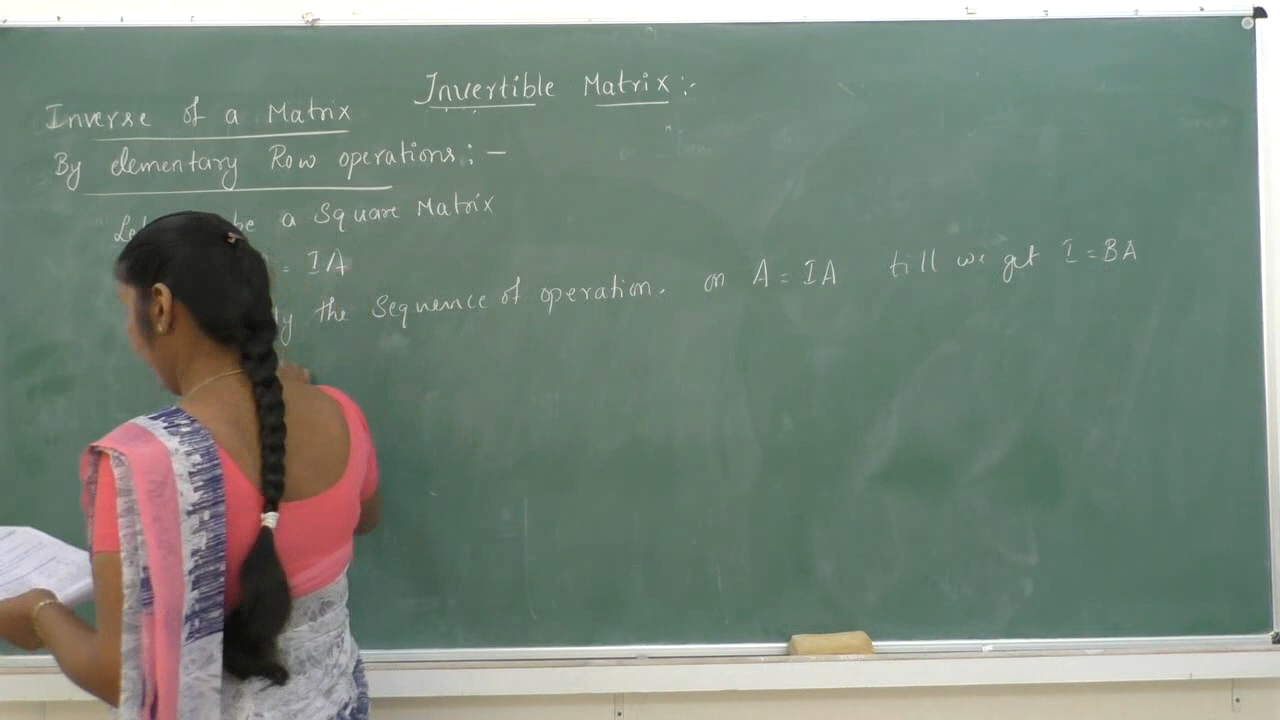 Invertible Matrix :-
Inverse of a Matrix
By elementary Row operations : -
Let be a Square Matrix
= IA
the Sequence of operation. on A = IA till we get I = BA